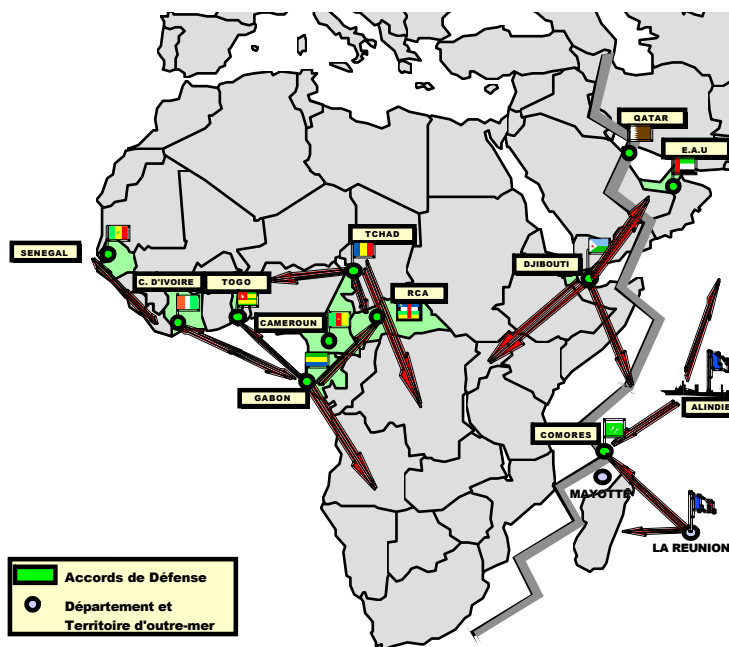 QATAR
E.A.U
TCHAD
SENEGAL
DJIBOUTI
C. D'IVOIRE
TOGO
RCA
CAMEROUN
GABON
ALINDIE
COMORES
MAYOTTE
LA REUNION
Accords de Défense
Département et
Territoire d'outre-mer